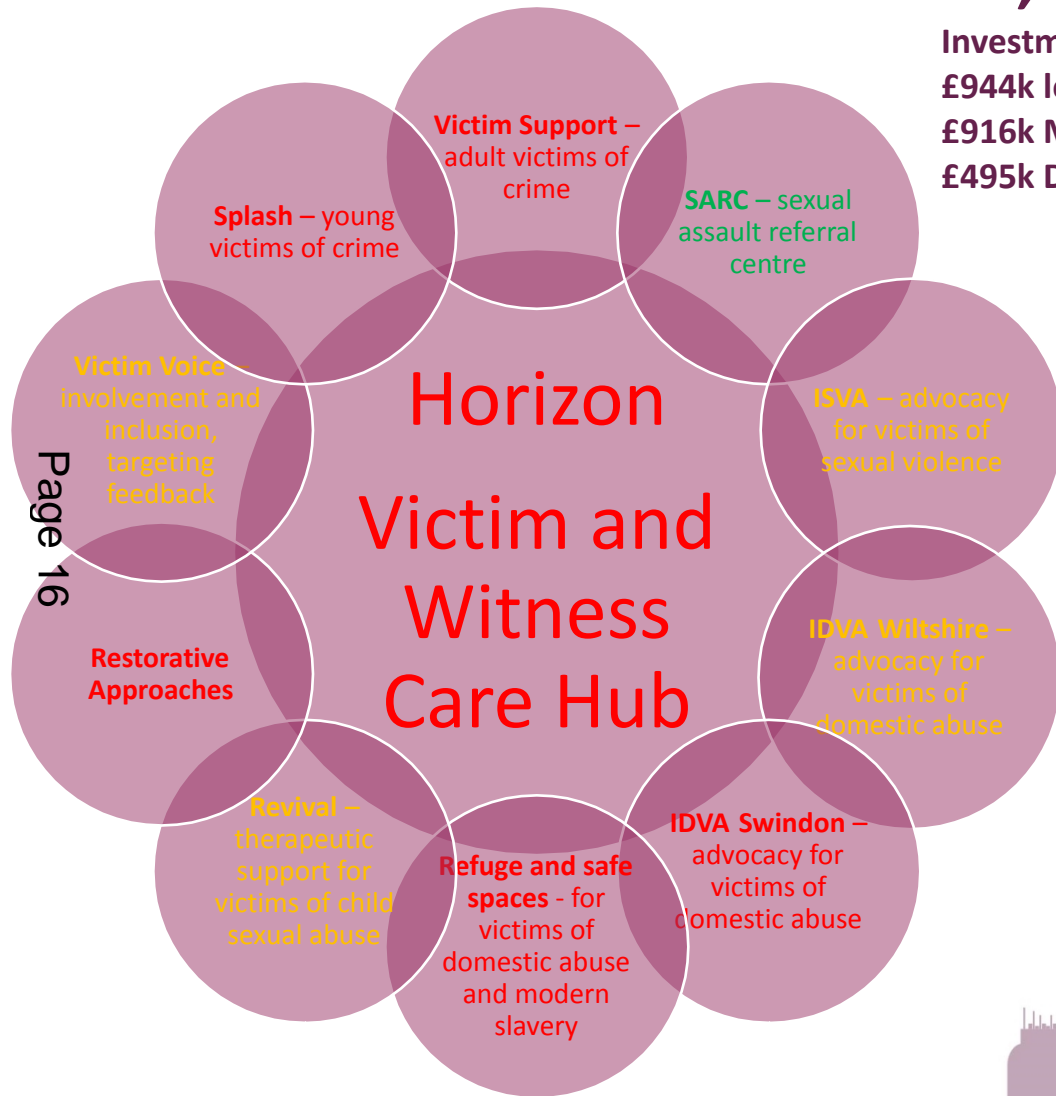 Investm
£944k l
£916k
£495k
Victim Support –
adult victims of
crime
SARC – sexual
assault referral
centre
Splash – young
victims of crime
ISVA – advocacy
for victims of
sexual violence
Victim Voice –
involvement and
inclusion,
targeting
feedback
Horizon
Victim and
Witness
Care Hub
Page 16
IDVA Wiltshire –
advocacy for
victims of
domestic abuse
Restorative
Approaches
IDVA Swindon –
advocacy for
victims of
domestic abuse
Refuge and safe
spaces - for
victims of
domestic abuse
and modern
slavery
Revival –
therapeutic
support for
victims of child
sexual abuse